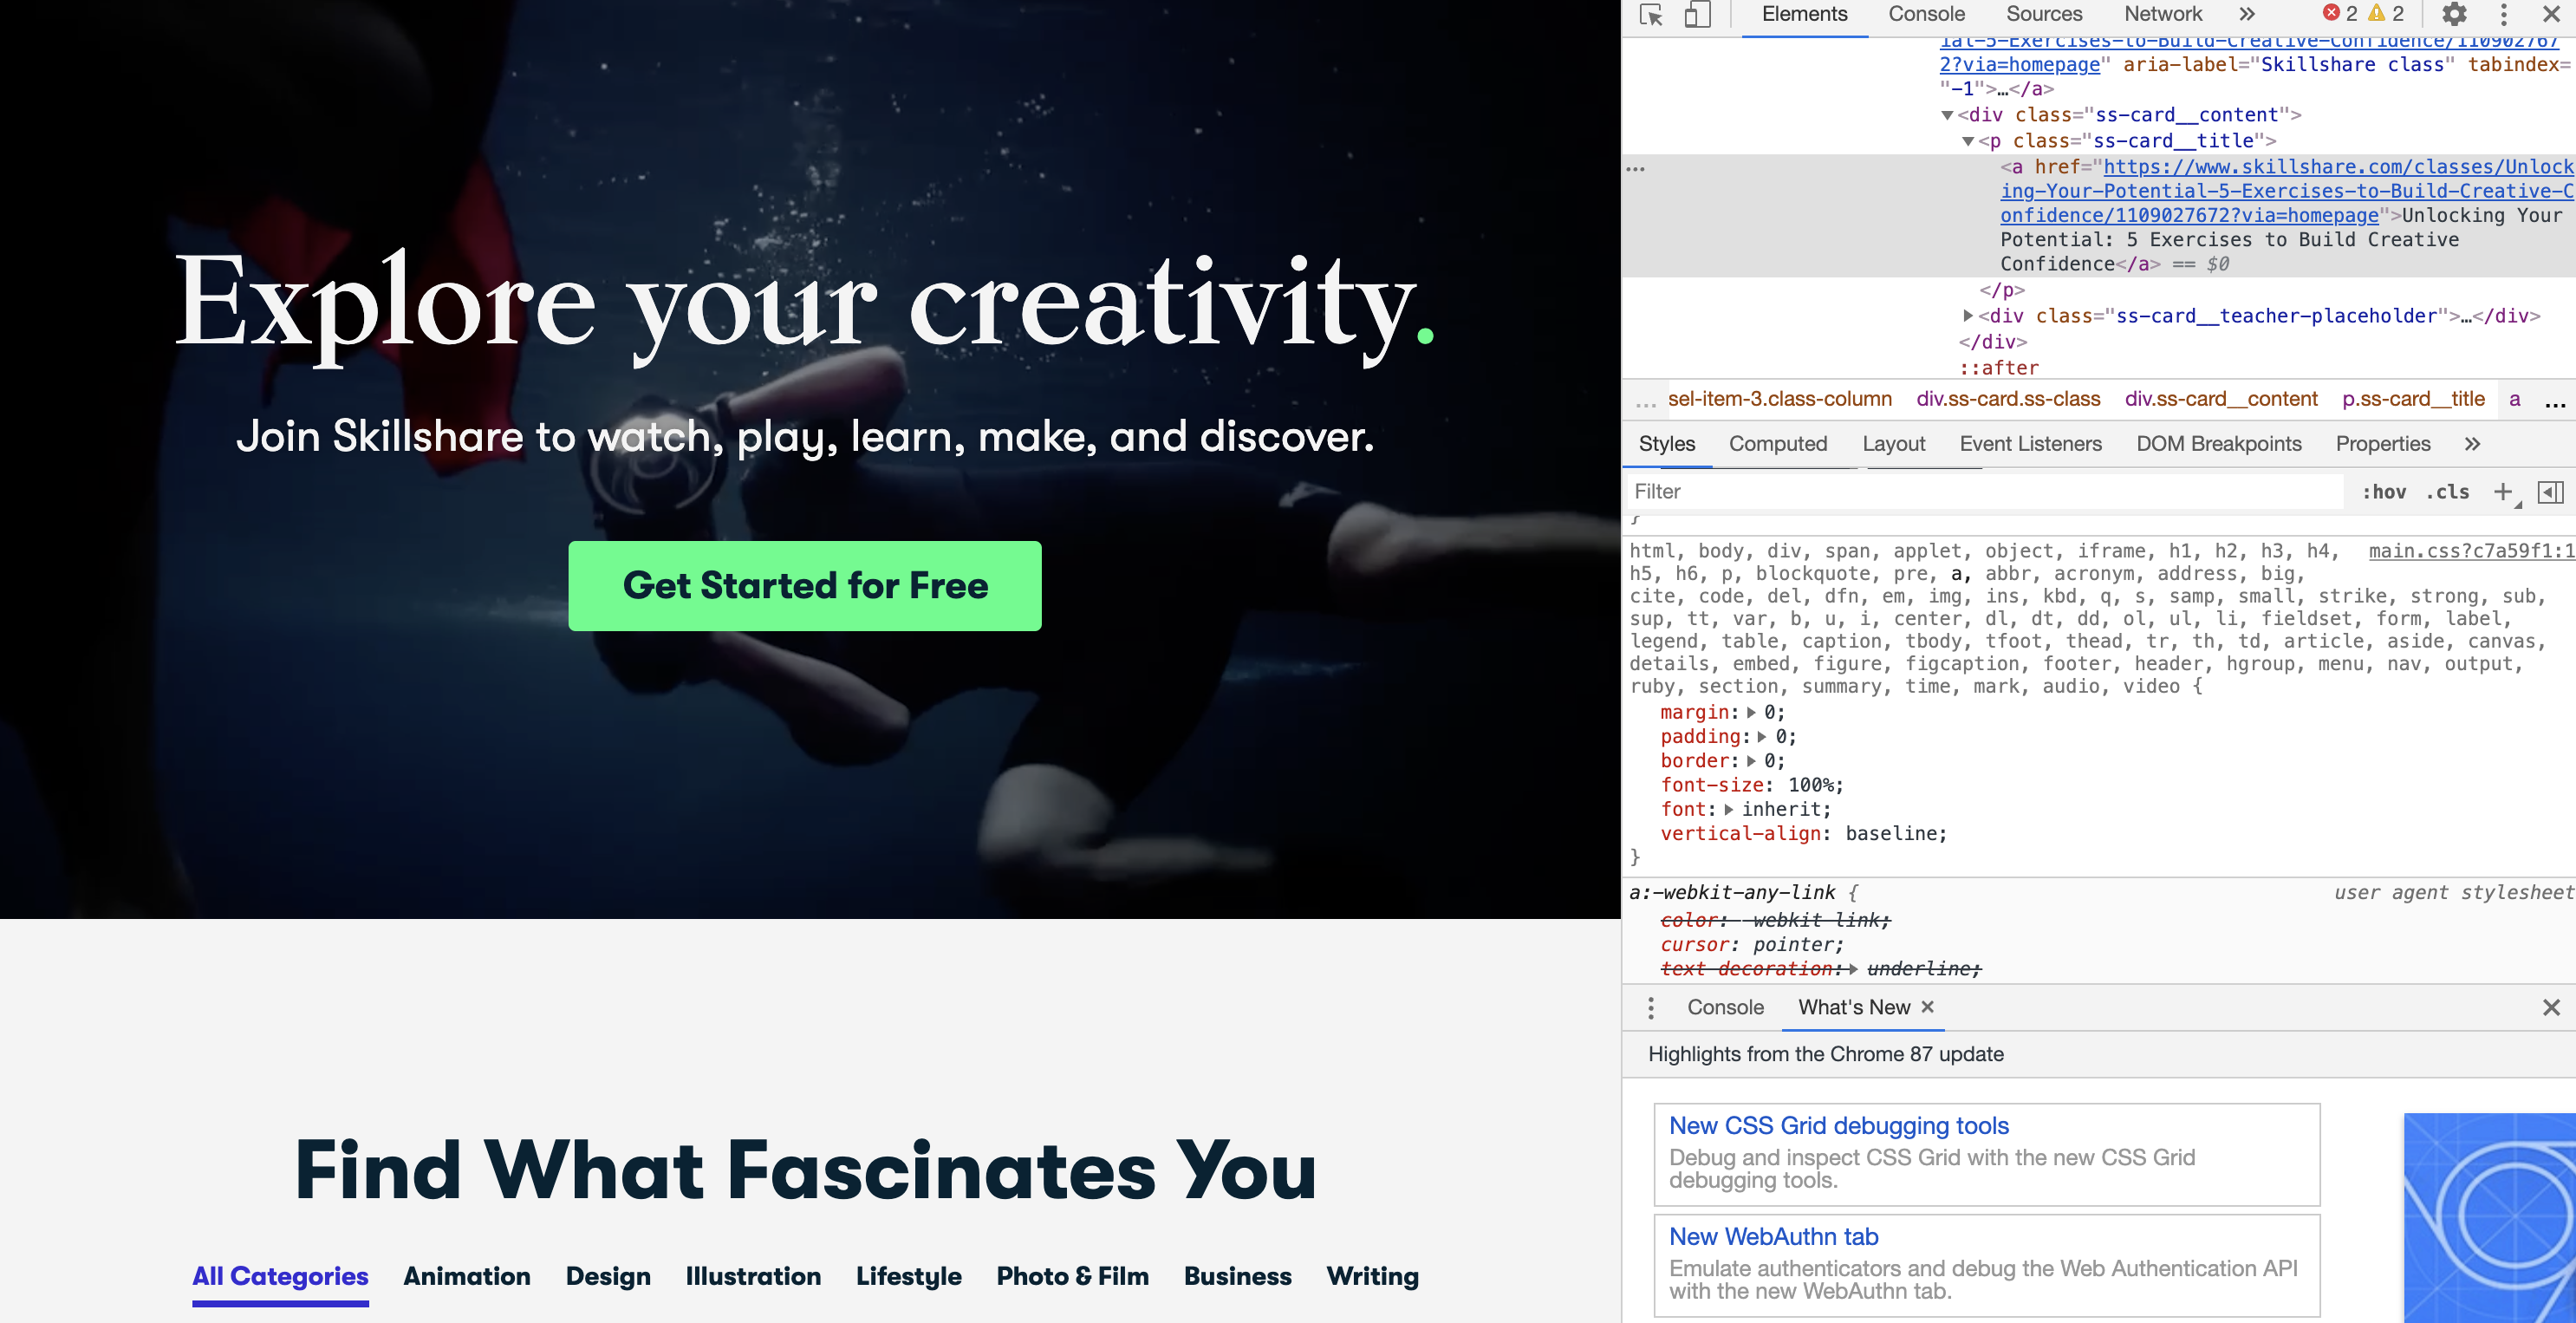 Explore your creativity.
Join Skillshare to watch, play, learn, make, and discover.
Get Started for Free
Find What Fascinates You
All Categories Animation Design Illustration Lifestyle Photo & Film Business Writing
Elements Console Sources Network » 2 2
ial-5-Exercises-to-Build-Creative-Confidence/110902767
2?via=homepage" aria-label="Skillshare class" tabindex=
"-1">…</a>
▼<div class="ss-card__content">
▼<p class="ss-card__title">
<a href="https://www.skillshare.com/classes/Unlock
ing-Your-Potential-5-Exercises-to-Build-Creative-C
onfidence/1109027672?via=homepage">Unlocking Your
Potential: 5 Exercises to Build Creative
Confidence</a> == $0
</p>
▶<div class="ss-card__teacher-placeholder">…</div>
</div>
::after
... sel-item-3.class-column div.ss-card.ss-class div.ss-card__content p.ss-card__title a ...
Styles Computed Layout Event Listeners DOM Breakpoints Properties »
Filter :hov .cls +
}
html, body, div, span, applet, object, iframe, h1, h2, h3, h4, main.css?c7a59f1:1
h5, h6, p, blockquote, pre, a, abbr, acronym, address, big,
cite, code, del, dfn, em, img, ins, kbd, q, s, samp, small, strike, strong, sub,
sup, tt, var, b, u, i, center, dl, dt, dd, ol, ul, li, fieldset, form, label,
legend, table, caption, tbody, tfoot, thead, tr, th, td, article, aside, canvas,
details, embed, figure, figcaption, footer, header, hgroup, menu, nav, output,
ruby, section, summary, time, mark, audio, video {
margin: ▶ 0;
padding: ▶ 0;
border: ▶ 0;
font-size: 100%;
font: ▶ inherit;
vertical-align: baseline;
}
a:-webkit-any-link { user agent stylesheet
color: -webkit-link;
cursor: pointer;
text-decoration: ▶ underline;
Console What's New ×
Highlights from the Chrome 87 update
New CSS Grid debugging tools
Debug and inspect CSS Grid with the new CSS Grid
debugging tools.
New WebAuthn tab
Emulate authenticators and debug the Web Authentication API
with the new WebAuthn tab.